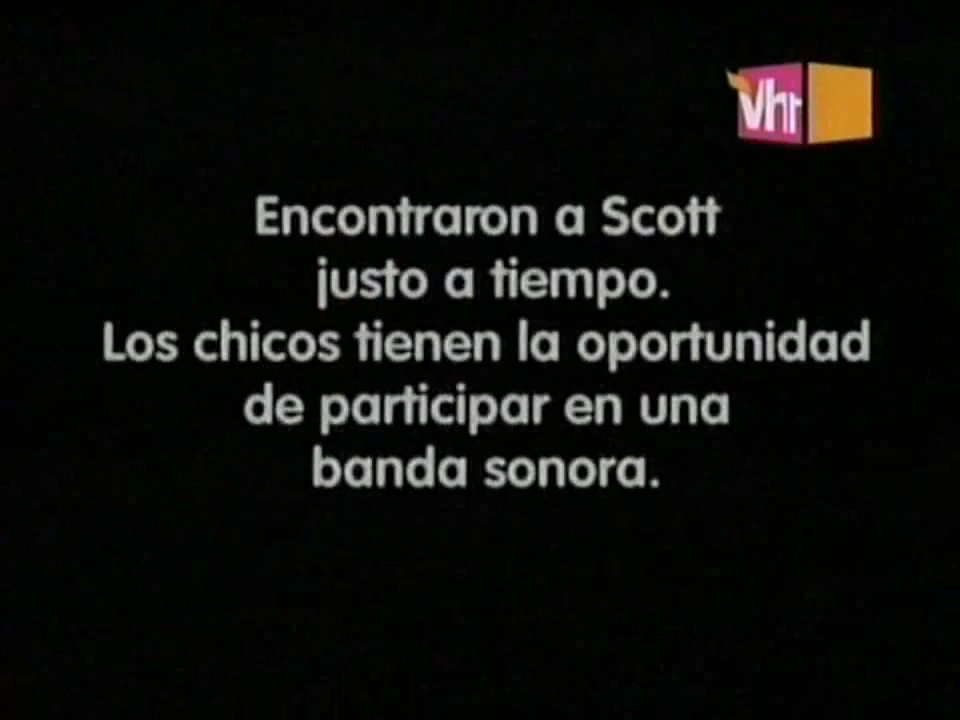 Vh1
Encontraron a Scott
justo a tiempo.
Los chicos tienen la oportunidad
de participar en una
banda sonora.